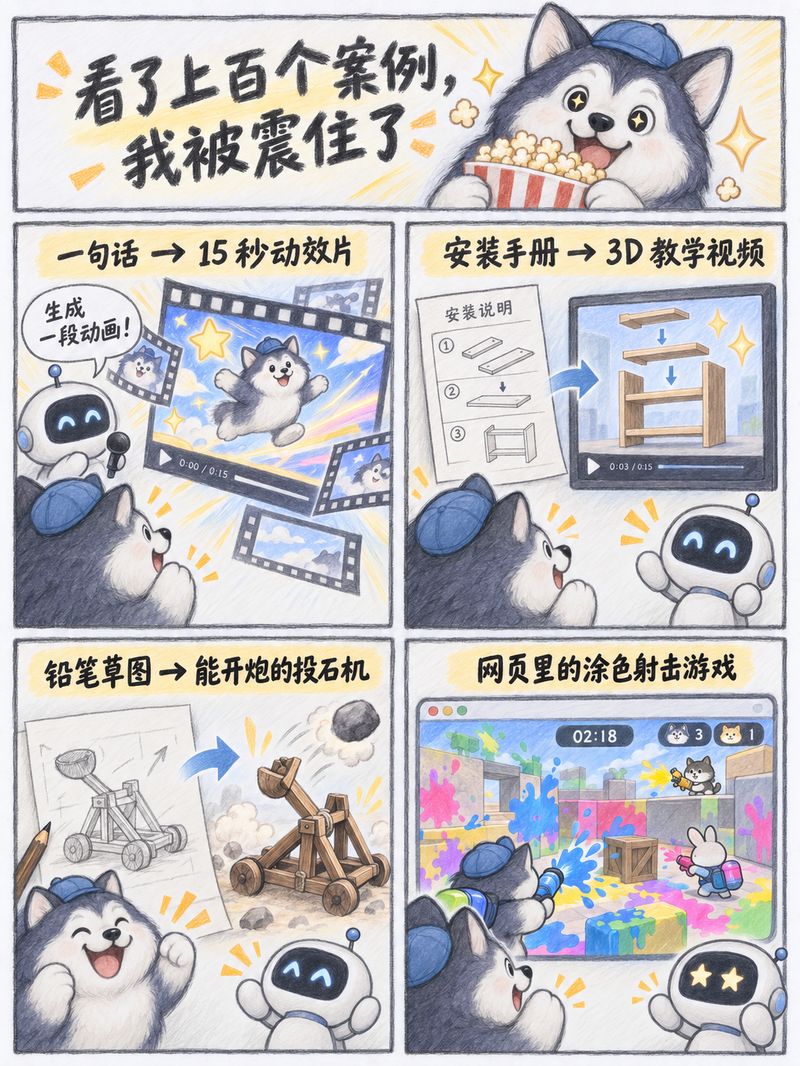 看了上百个案例,
我被震住了
一句话 → 15 秒动效片
生成
一段动画!
0:00 / 0:15
安装手册 → 3D 教学视频
安装说明
①
②
③
0:03 / 0:15
铅笔草图 → 能开炮的投石机
网页里的涂色射击游戏
02:18
3
1